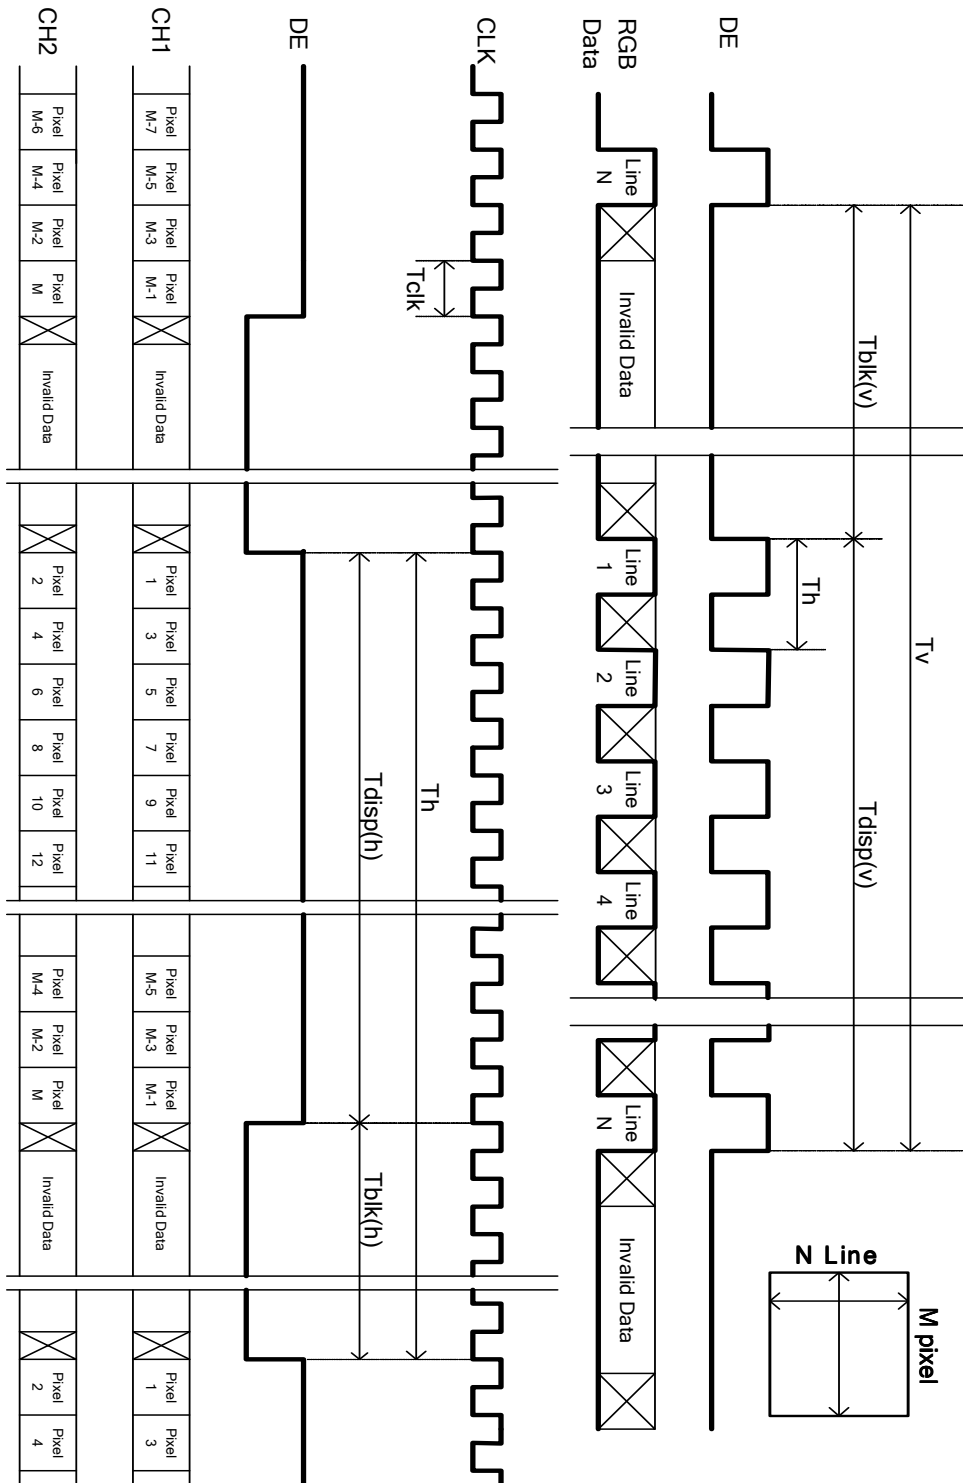 Tv
Tblk(v)
Tdisp(v)
Th
DE
RGB
Data
Line
N
Invalid Data
Line
1
Line
2
Line
3
Line
4
Line
N
Invalid Data
N Line
M pixel
CLK
Tclk
Th
Tdisp(h)
Tblk(h)
DE
CH1
Pixel
M-7
Pixel
M-5
Pixel
M-3
Pixel
M-1
Invalid Data
Pixel
1
Pixel
3
Pixel
5
Pixel
7
Pixel
9
Pixel
11
Pixel
M-5
Pixel
M-3
Pixel
M-1
Invalid Data
Pixel
1
Pixel
3
CH2
Pixel
M-6
Pixel
M-4
Pixel
M-2
Pixel
M
Invalid Data
Pixel
2
Pixel
4
Pixel
6
Pixel
8
Pixel
10
Pixel
12
Pixel
M-4
Pixel
M-2
Pixel
M
Invalid Data
Pixel
2
Pixel
4